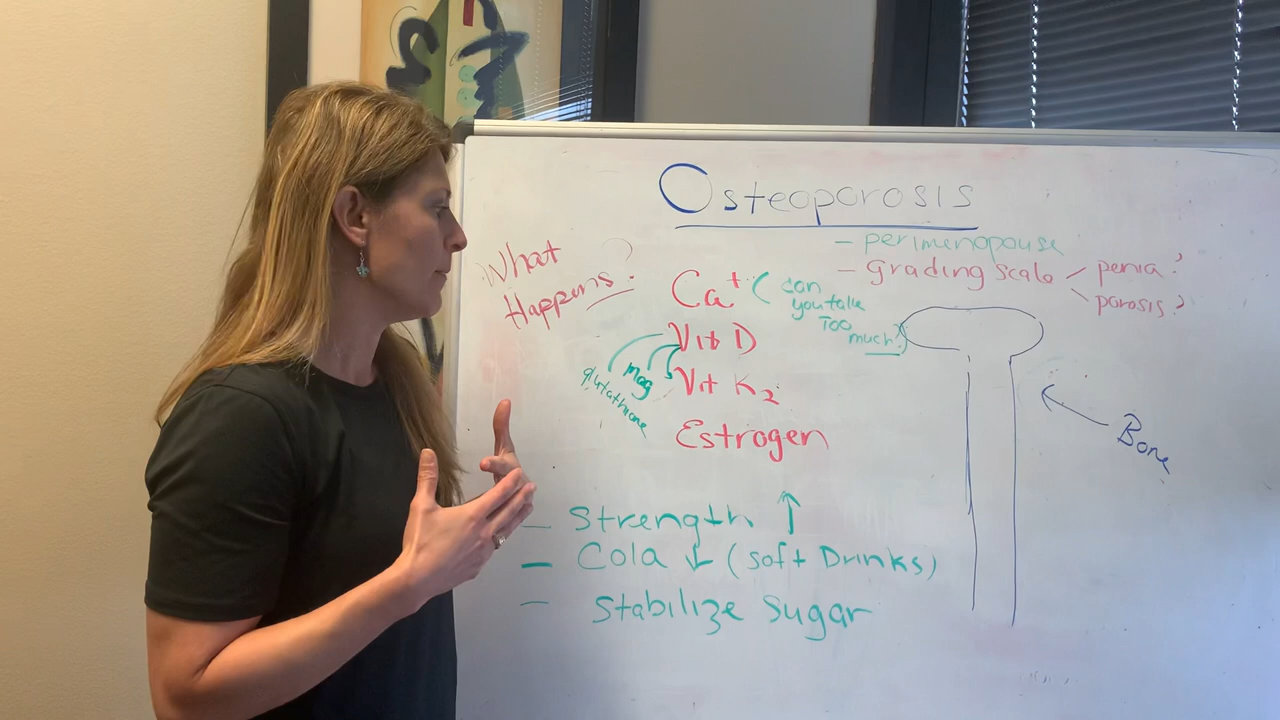 Osteoporosis
- perimenopause
- grading scale < penia?
porosis?
What
Happens?
Ca+ (can
you take
Too
much?)
Vit D
Vit K2
glutathione
mag
Estrogen
Bone
- Strength ↑
- Cola ↓ (soft Drinks)
- Stabilize Sugar